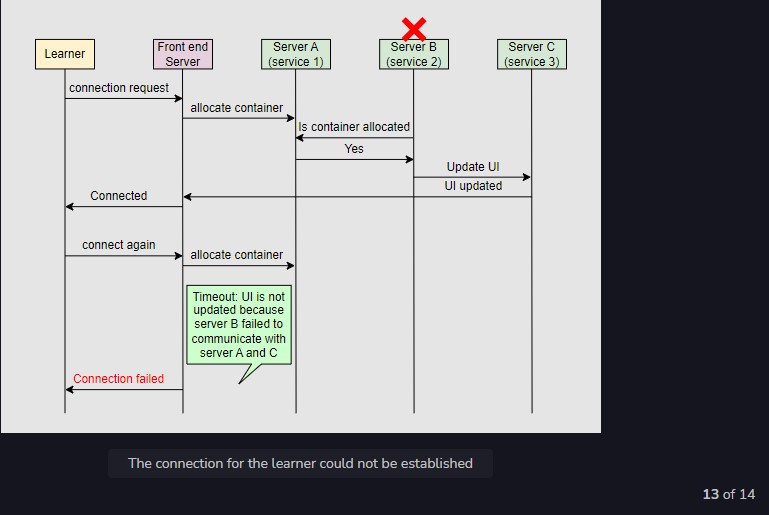 Learner
Front end
Server
Server A
(service 1)
Server B
(service 2)
Server C
(service 3)
connection request
allocate container
Is container allocated
Yes
Update UI
UI updated
Connected
connect again
allocate container
Timeout: UI is not
updated because
server B failed to
communicate with
server A and C
Connection failed
The connection for the learner could not be established
13 of 14